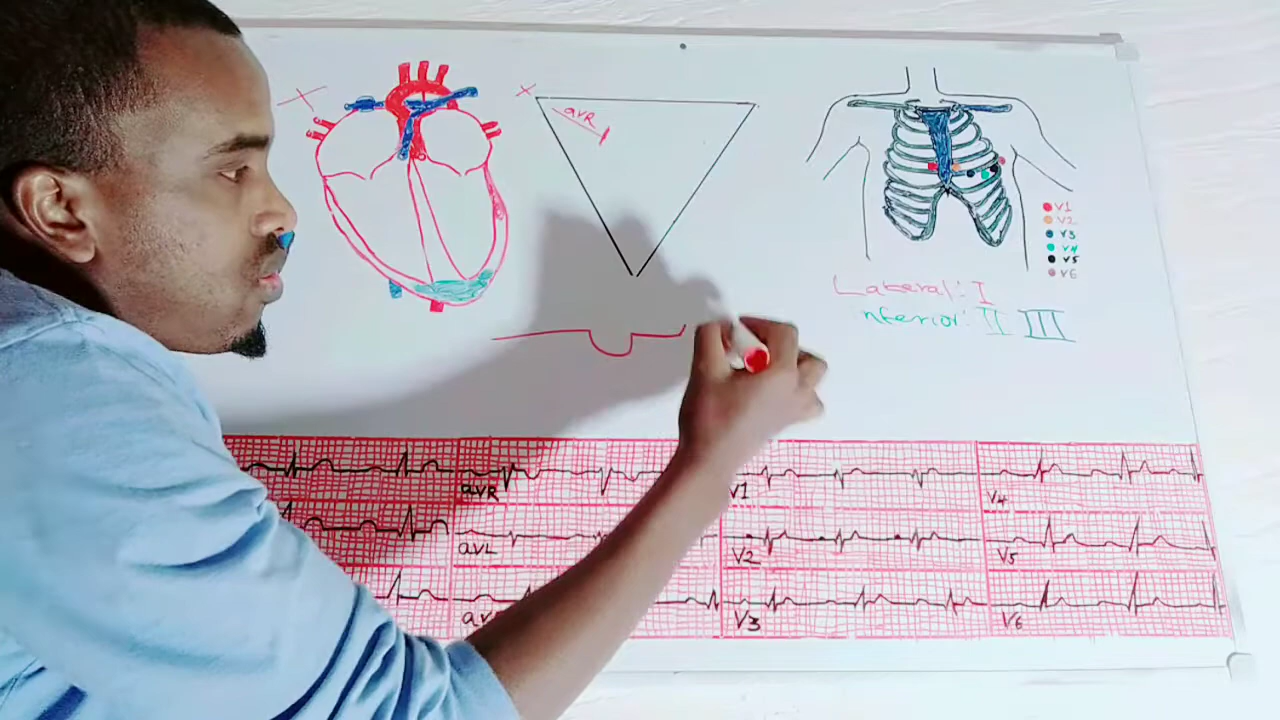 aVR
V1
V2
V3
V4
V5
V6
Lateral: I
nferior: II III
aVR
V1
V4
aVL
V2
V5
V3
V6